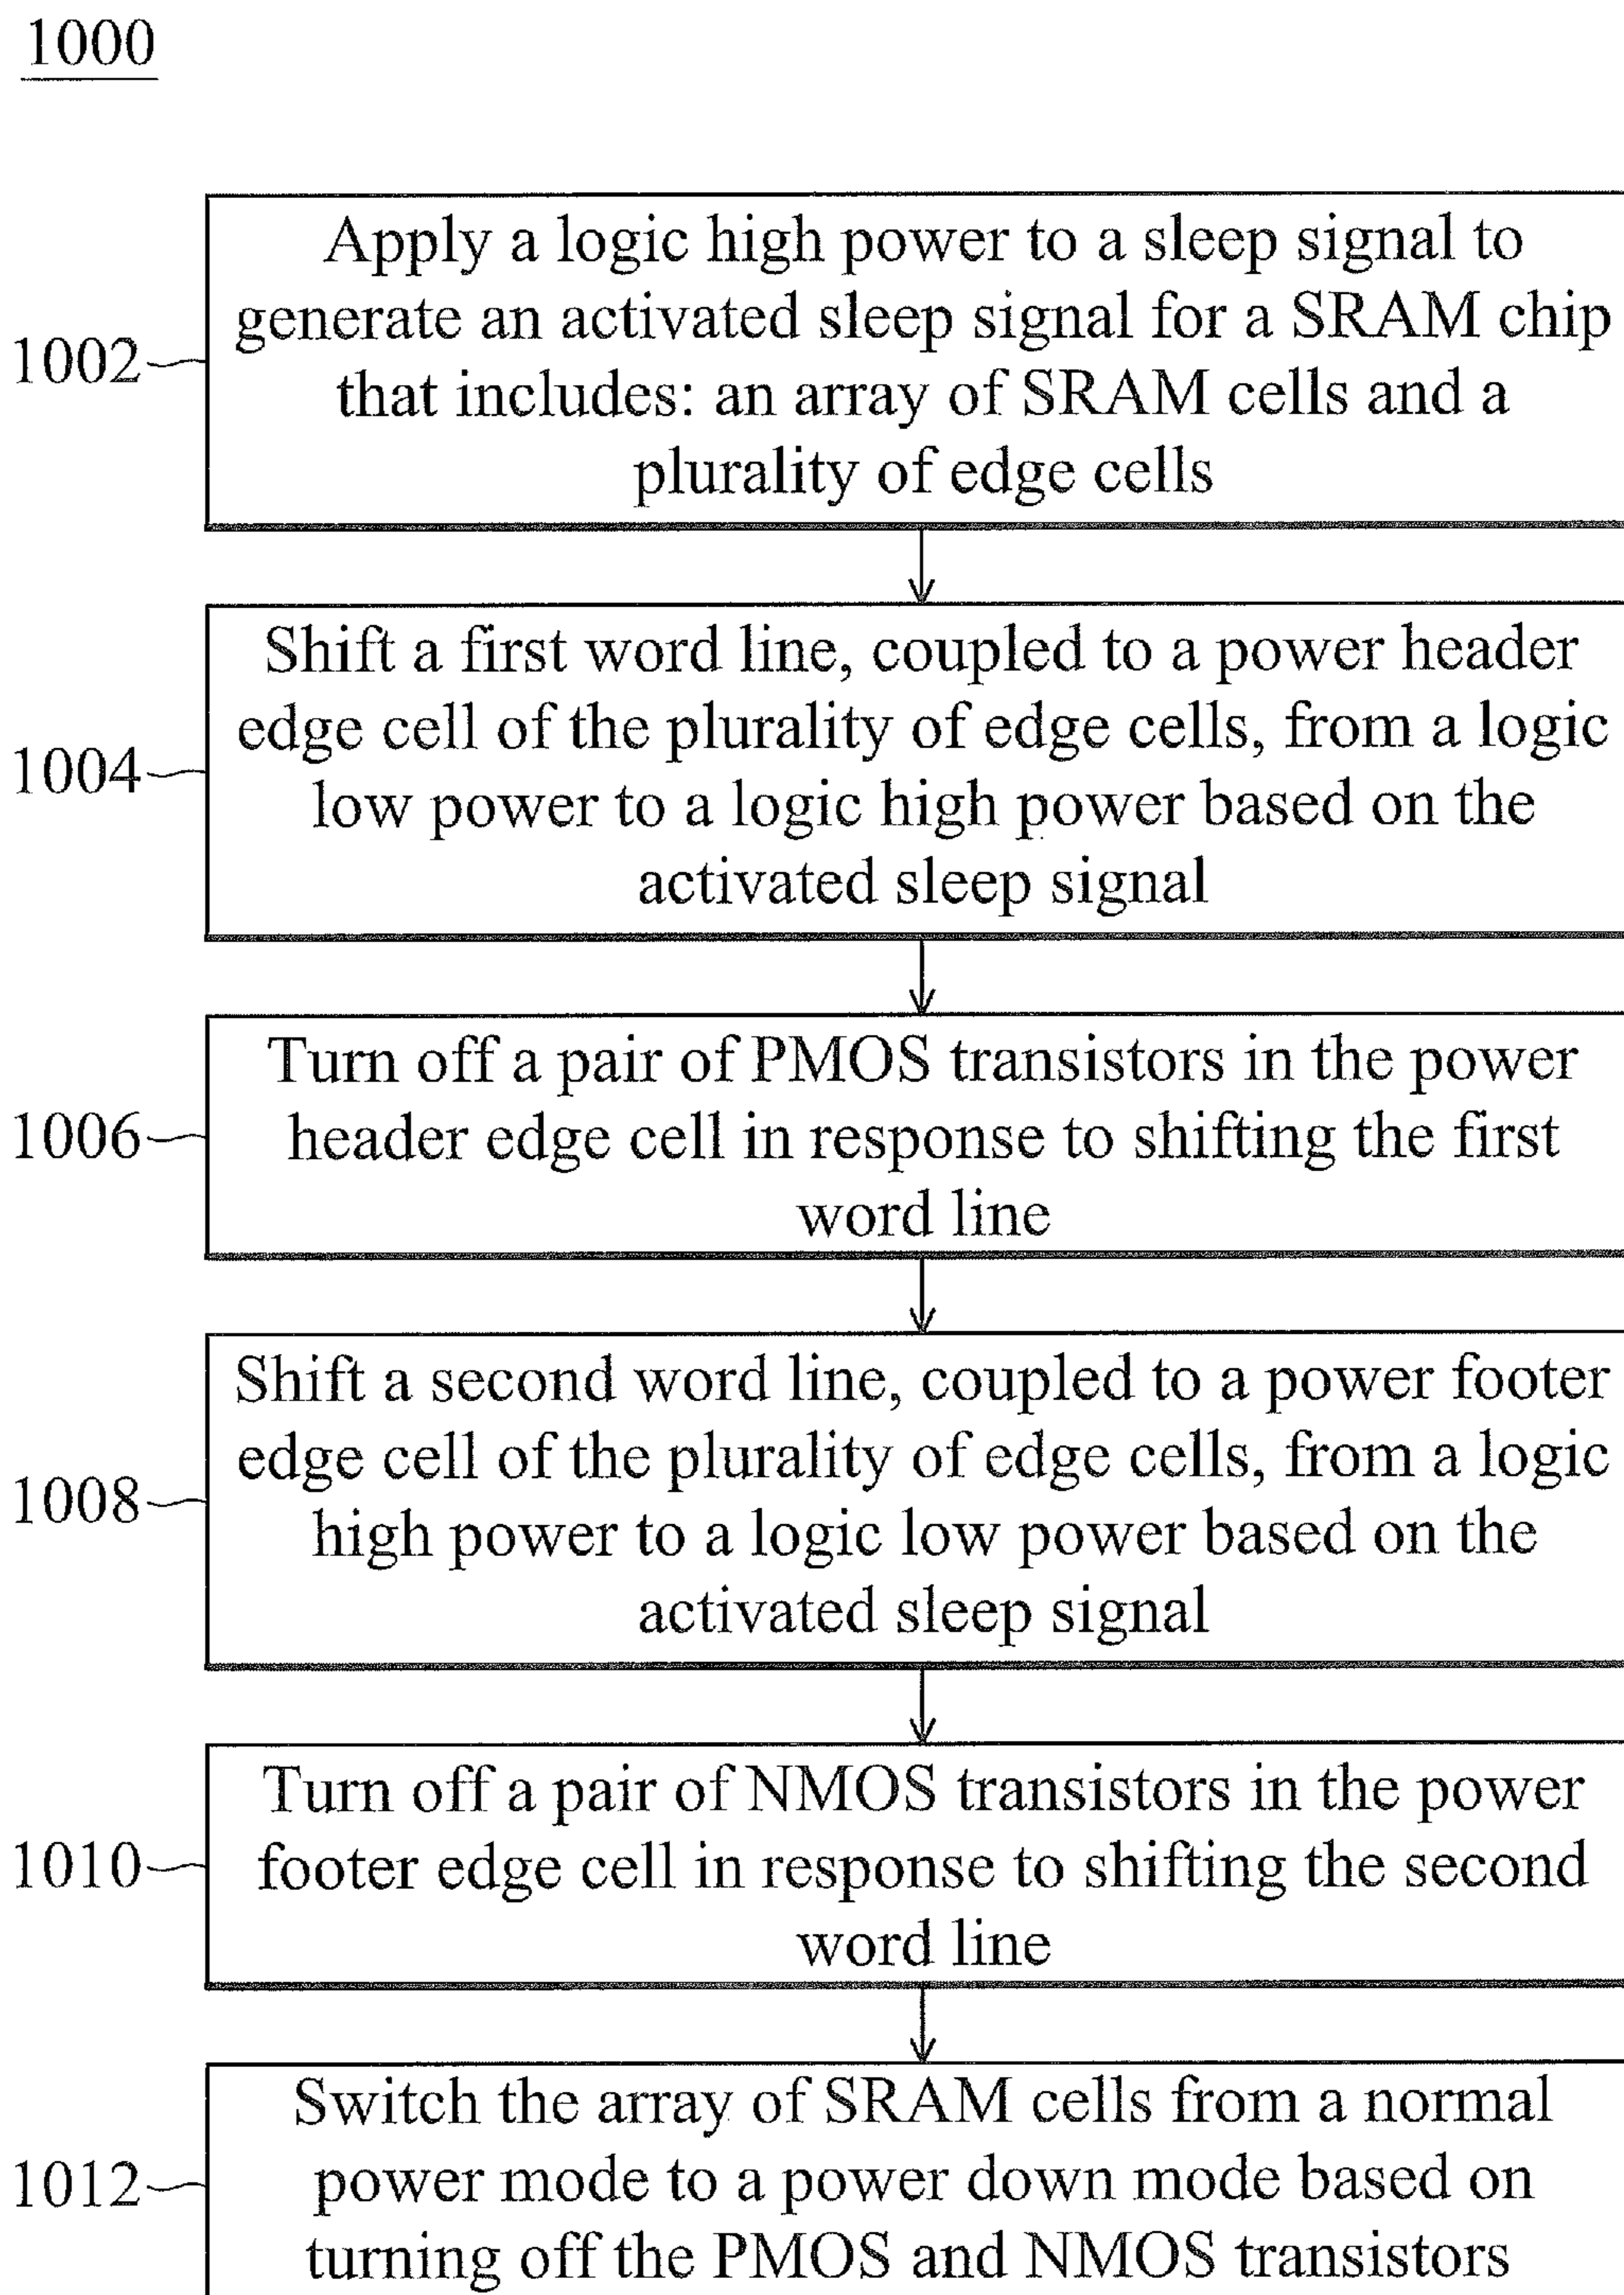 1000
Apply a logic high power to a sleep signal to
generate an activated sleep signal for a SRAM chip
1002
that includes: an array of SRAM cells and a
plurality of edge cells
Shift a first word line, coupled to a power header
edge cell of the plurality of edge cells, from a logic
1004
low power to a logic high power based on the
activated sleep signal
Turn off a pair of PMOS transistors in the power
1006
header edge cell in response to shifting the first
word line
Shift a second word line, coupled to a power footer
edge cell of the plurality of edge cells, from a logic
1008
high power to a logic low power based on the
activated sleep signal
Turn off a pair of NMOS transistors in the power
1010
footer edge cell in response to shifting the second
word line
Switch the array of SRAM cells from a normal
1012
power mode to a power down mode based on
turning off the PMOS and NMOS transistors